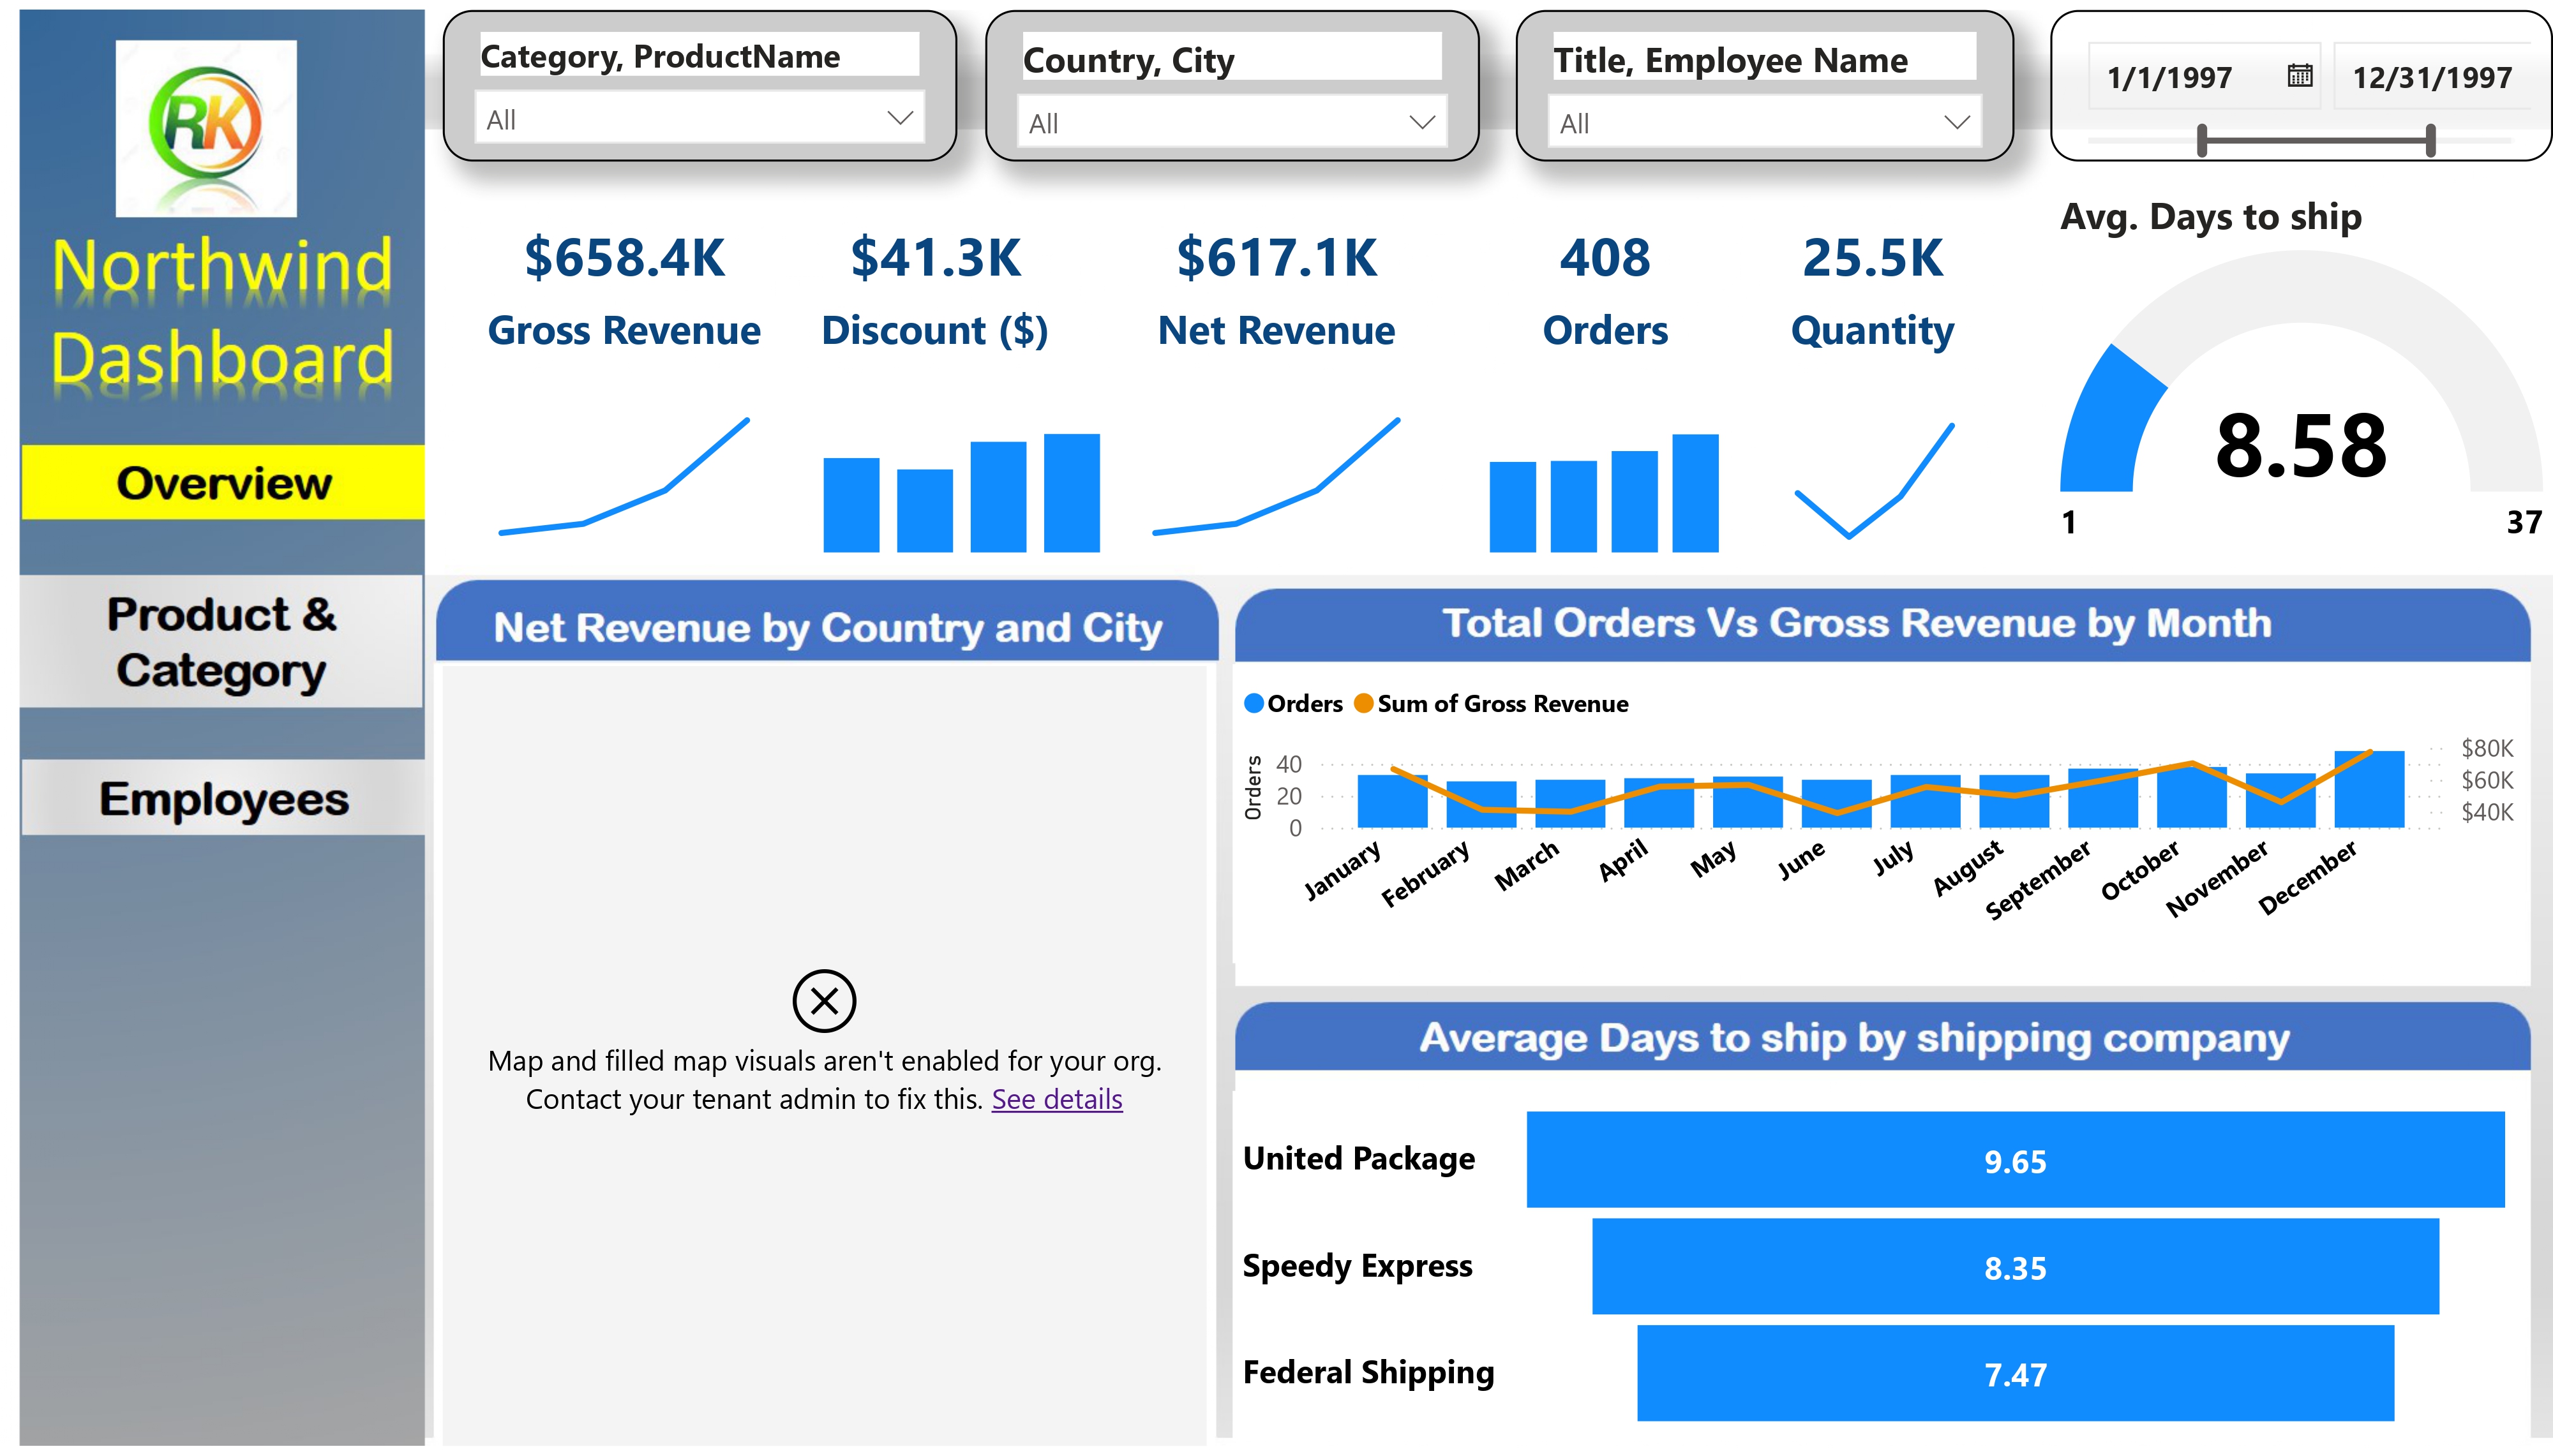 RK
Northwind
Dashboard
Overview
Product &
Category
Employees
Category, ProductName
All
Country, City
All
Title, Employee Name
All
1/1/1997
12/31/1997
$658.4K
Gross Revenue
$41.3K
Discount ($)
$617.1K
Net Revenue
408
Orders
25.5K
Quantity
Avg. Days to ship
8.58
1
37
Net Revenue by Country and City
Map and filled map visuals aren't enabled for your org.
Contact your tenant admin to fix this. See details
Total Orders Vs Gross Revenue by Month
Orders
Sum of Gross Revenue
Orders
40
20
0
$80K
$60K
$40K
January
February
March
April
May
June
July
August
September
October
November
December
Average Days to ship by shipping company
United Package
9.65
Speedy Express
8.35
Federal Shipping
7.47